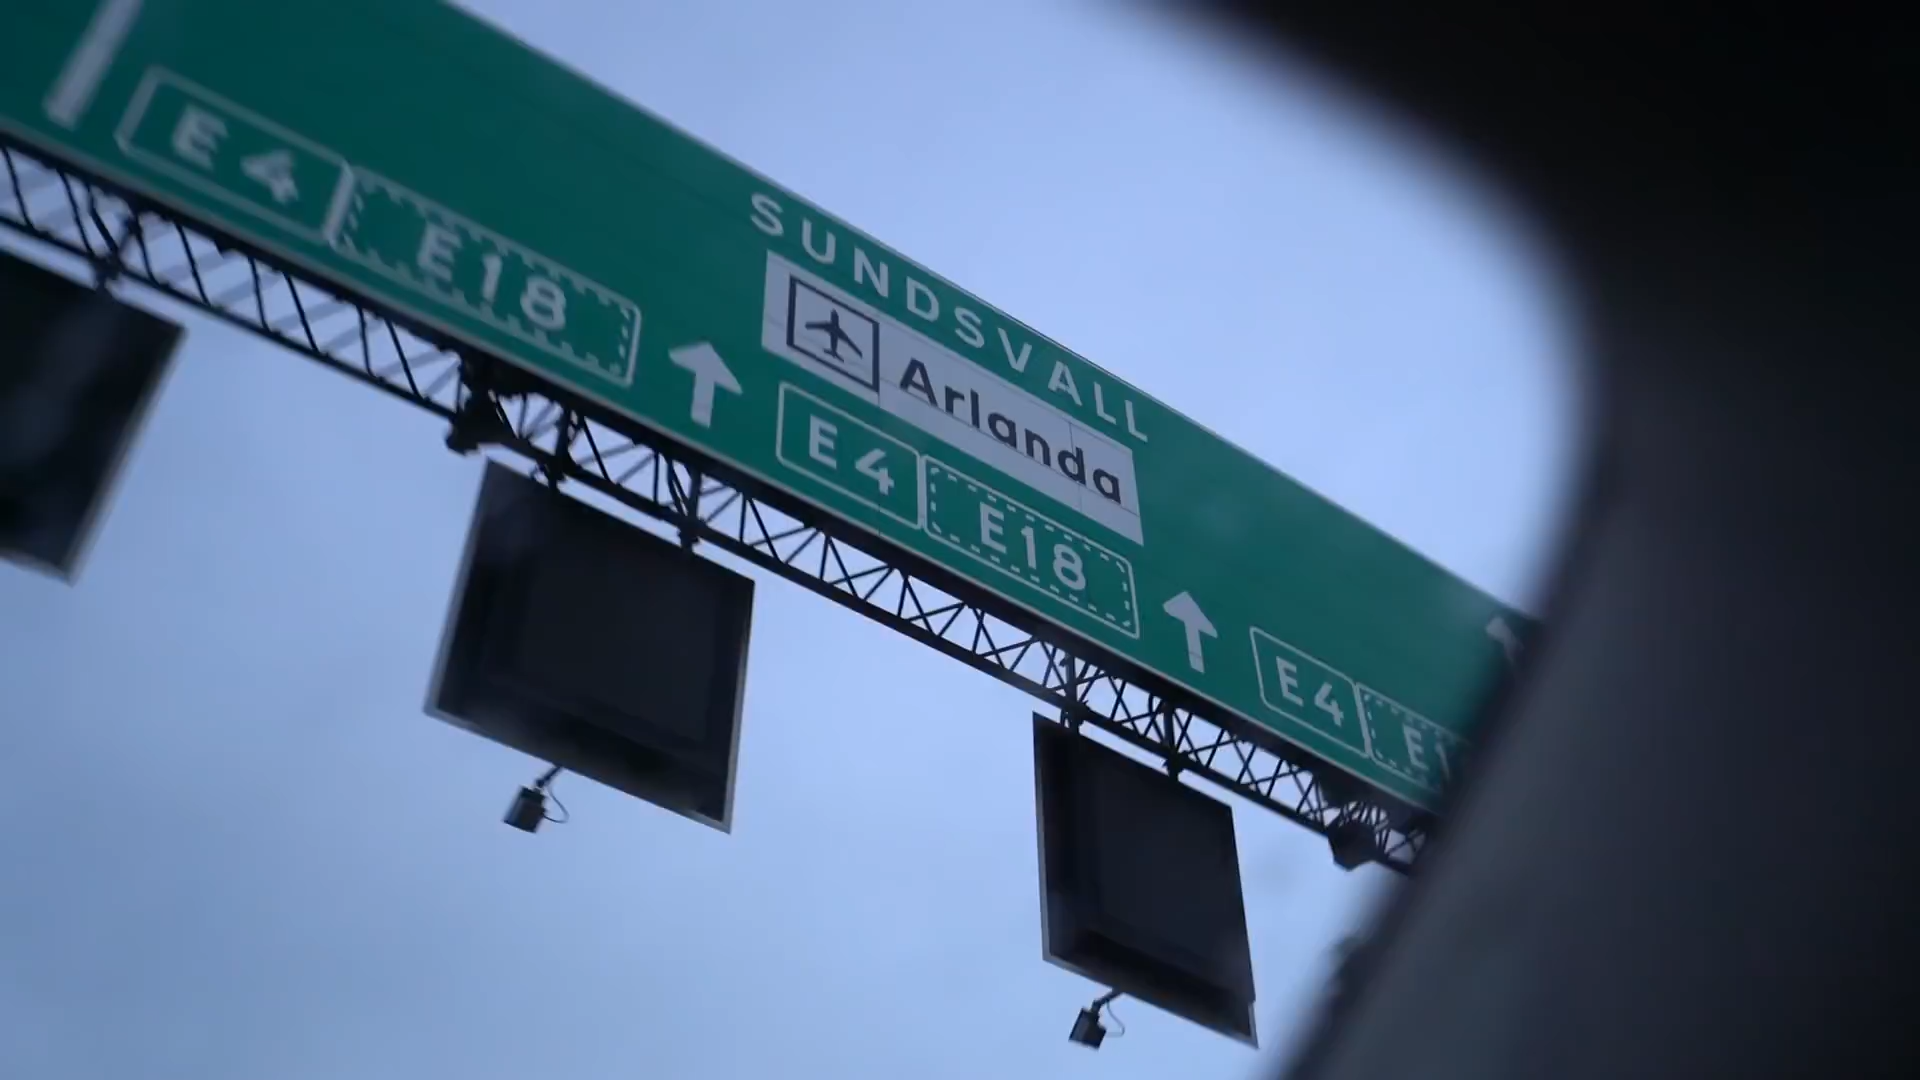 E4 E18
SUNDSVALL
Arlanda
E4 E18
E4